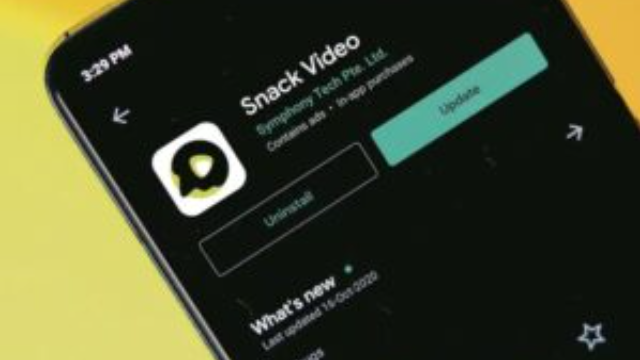 3:29 PM
Snack Video
Symphony Tech Pte. Ltd.
Contains ads • In-app purchases
Uninstall
Update
What's new
Last updated 16-Oct-2020